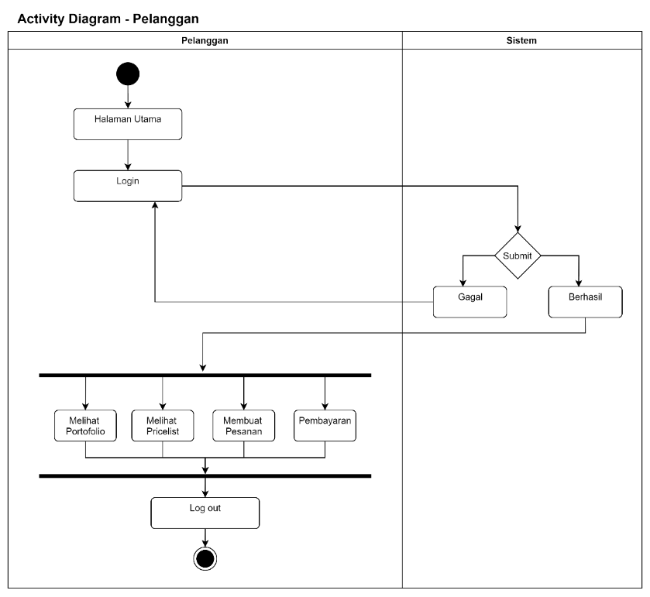 Activity Diagram - Pelanggan
Pelanggan
Sistem
Halaman Utama
Login
Submit
Gagal
Berhasil
Melihat
Portofolio
Melihat
Pricelist
Membuat
Pesanan
Pembayaran
Log out